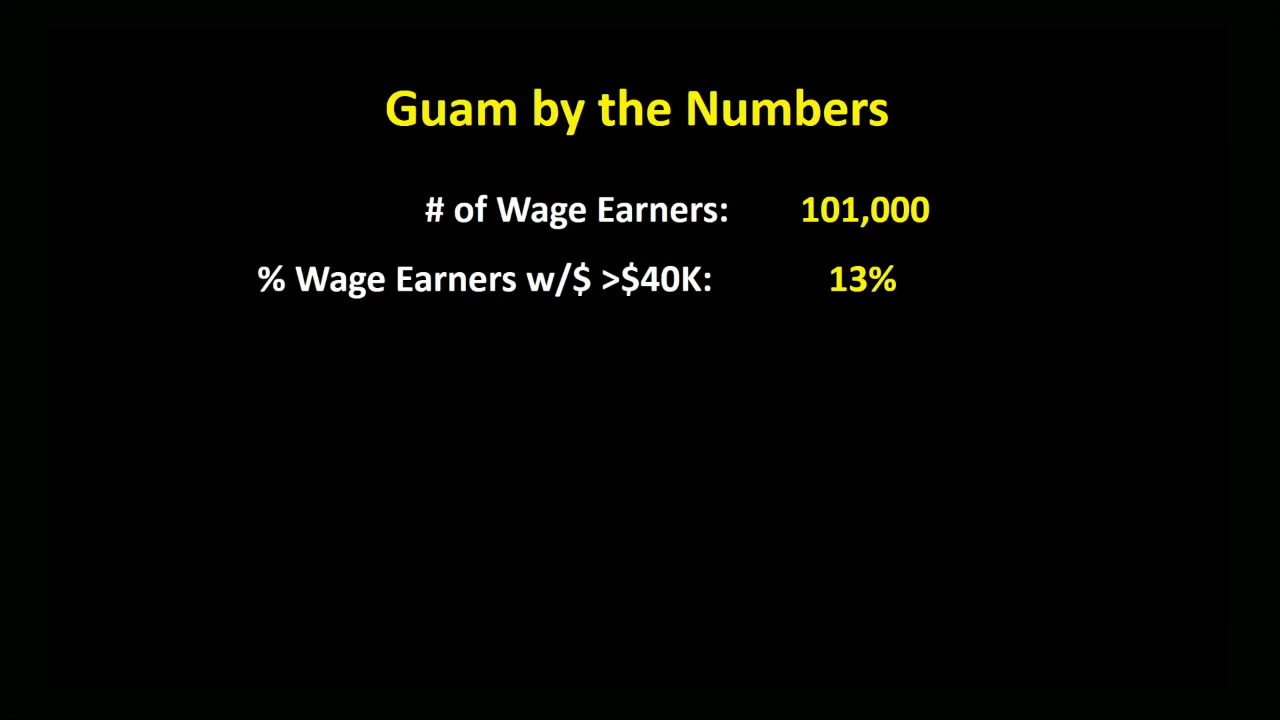 Guam by the Numbers
# of Wage Earners: 101,000
% Wage Earners w/$ >$40K: 13%